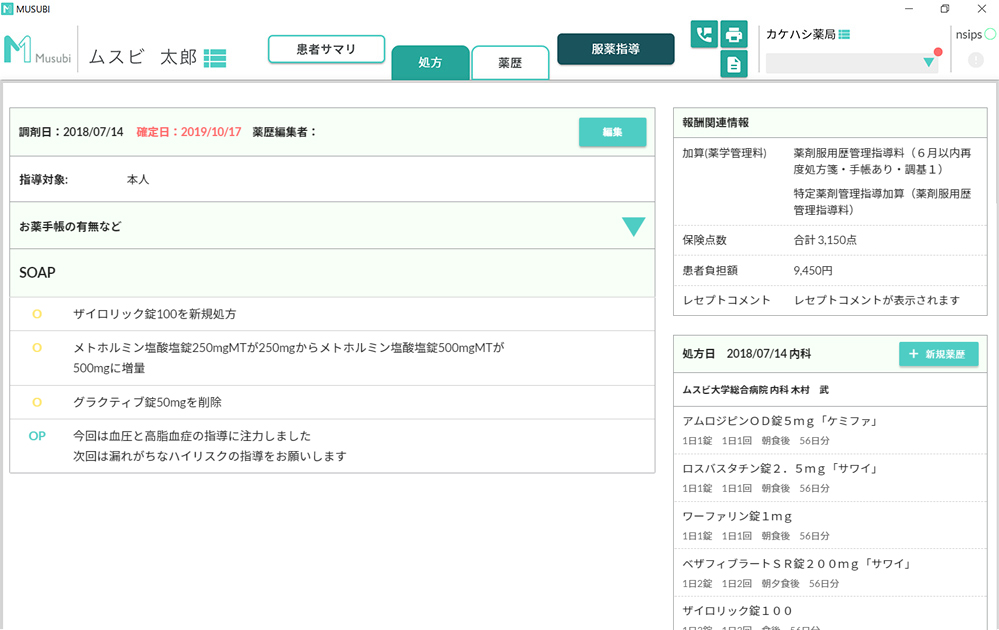 MUSUBI
Musubi
ムスビ 太郎
患者サマリ
処方
薬歴
服薬指導
カケハシ薬局
nsips
調剤日：2018/07/14 確定日：2019/10/17 薬歴編集者：
編集
指導対象: 本人
お薬手帳の有無など
SOAP
O ザイロリック錠100を新規処方
O メトホルミン塩酸塩錠250mgMTが250mgからメトホルミン塩酸塩錠500mgMTが
500mgに増量
O グラクティブ錠50mgを削除
OP 今回は血圧と高脂血症の指導に注力しました
次回は漏れがちなハイリスクの指導をお願いします
報酬関連情報
加算(薬学管理料) 薬剤服用歴管理指導料（６月以内再
度処方箋・手帳あり・調基１）
特定薬剤管理指導加算（薬剤服用歴
管理指導料）
保険点数 合計 3,150点
患者負担額 9,450円
レセプトコメント レセプトコメントが表示されます
処方日 2018/07/14 内科
+ 新規薬歴
ムスビ大学総合病院 内科 木村 武
アムロジピンＯＤ錠５ｍｇ「ケミファ」
1日1錠 1日1回 朝食後 56日分
ロスバスタチン錠２．５ｍｇ「サワイ」
1日1錠 1日1回 朝食後 56日分
ワーファリン錠１ｍｇ
1日1錠 1日1回 朝食後 56日分
ベザフィブラートＳＲ錠２００ｍｇ「サワイ」
1日2錠 1日2回 朝夕食後 56日分
ザイロリック錠１００